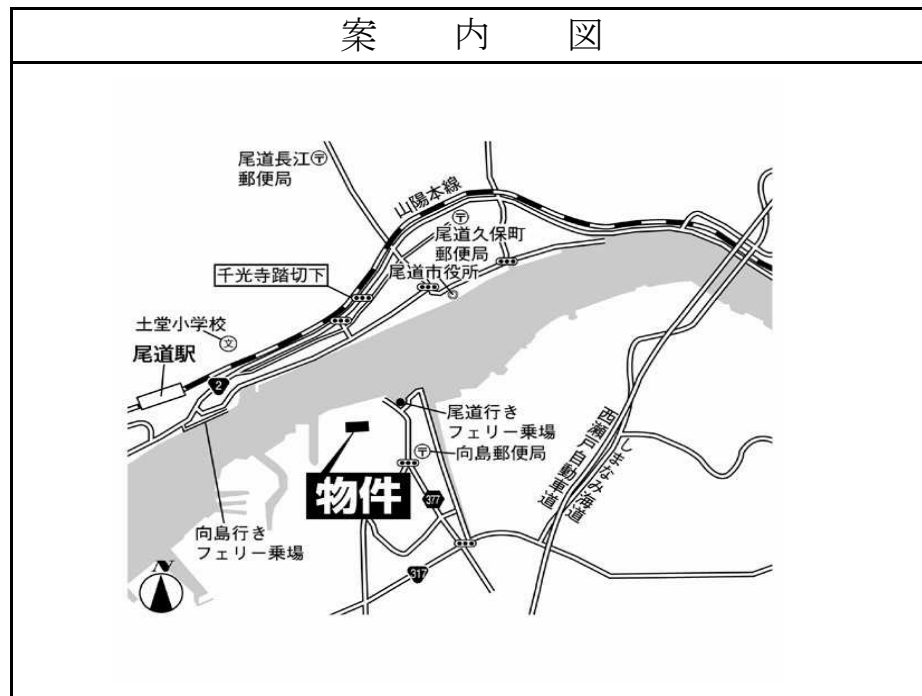 案内図
尾道長江〒
郵便局
山陽本線
〒
尾道久保町
郵便局
尾道市役所
千光寺踏切下
土堂小学校
文
尾道駅
2
尾道行き
フェリー乗場
〒向島郵便局
物件
377
しまなみ海道
西瀬戸自動車道
向島行き
フェリー乗場
317
N